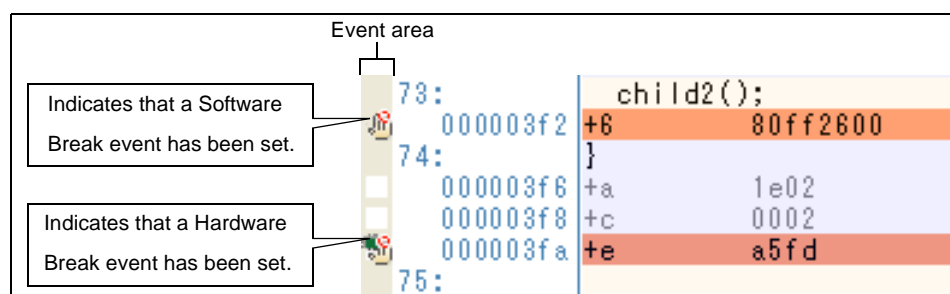 Event area
Indicates that a Software
Break event has been set.
Indicates that a Hardware
Break event has been set.
73: child2();
000003f2 +6 80ff2600
74: }
000003f6 +a 1e02
000003f8 +c 0002
000003fa +e a5fd
75: